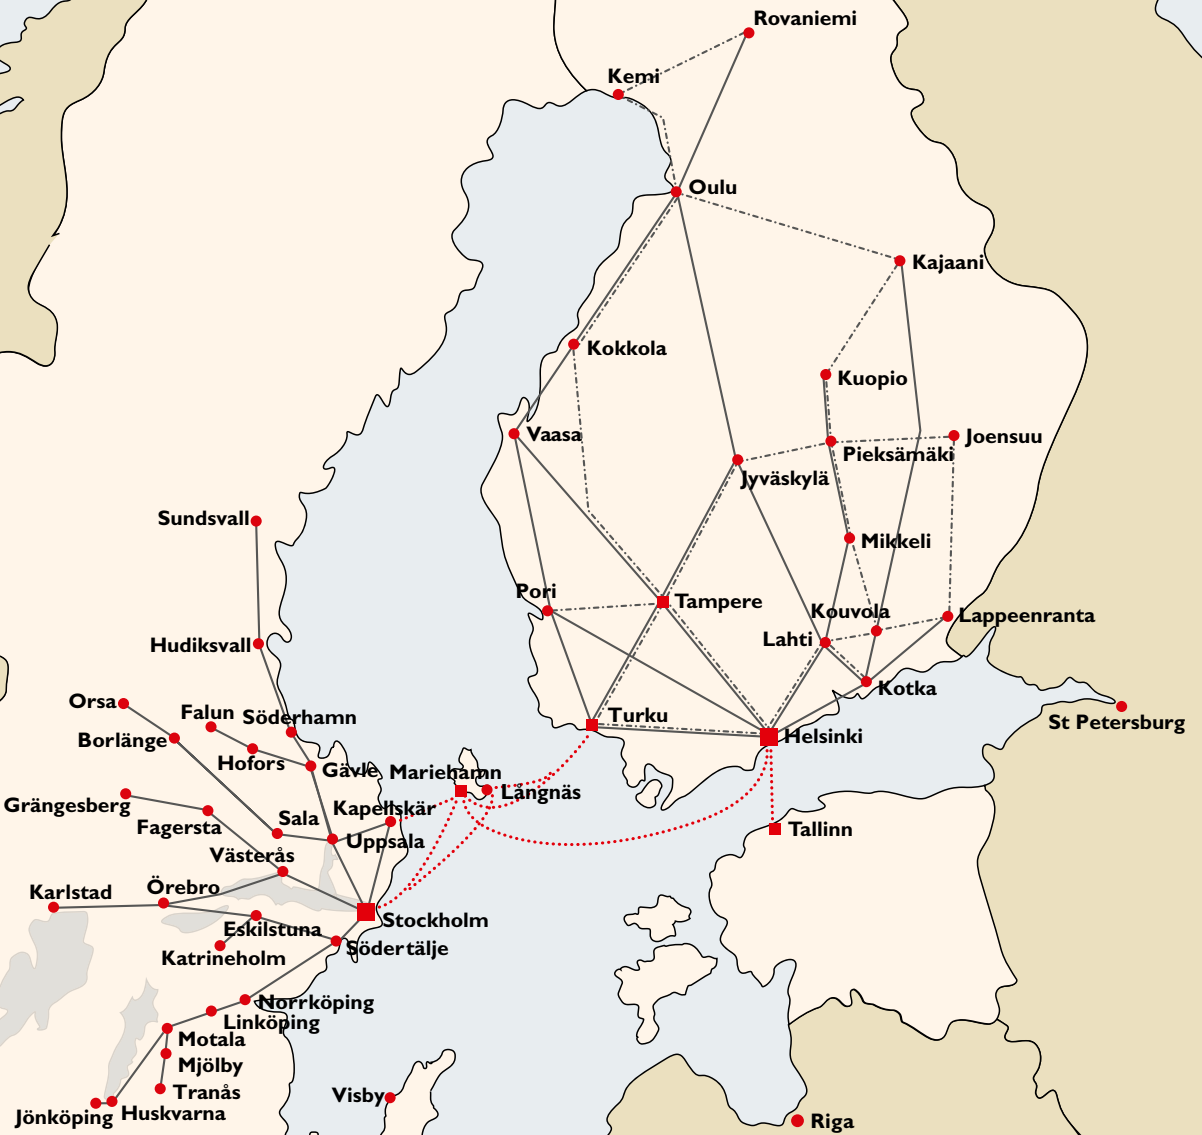 Rovaniemi
Kemi
Oulu
Kajaani
Kokkola
Kuopio
Vaasa
Joensuu
Pieksämäki
Jyväskylä
Sundsvall
Mikkeli
Pori
Tampere
Kouvola
Lappeenranta
Lahti
Hudiksvall
Kotka
Orsa
Falun
Söderhamn
Turku
St Petersburg
Borlänge
Helsinki
Hofors
Gävle
Mariehamn
Långnäs
Grängesberg
Kapellskär
Sala
Fagersta
Tallinn
Uppsala
Västerås
Karlstad
Örebro
Stockholm
Eskilstuna
Södertälje
Katrineholm
Norrköping
Linköping
Motala
Mjölby
Tranås
Visby
Huskvarna
Jönköping
Riga